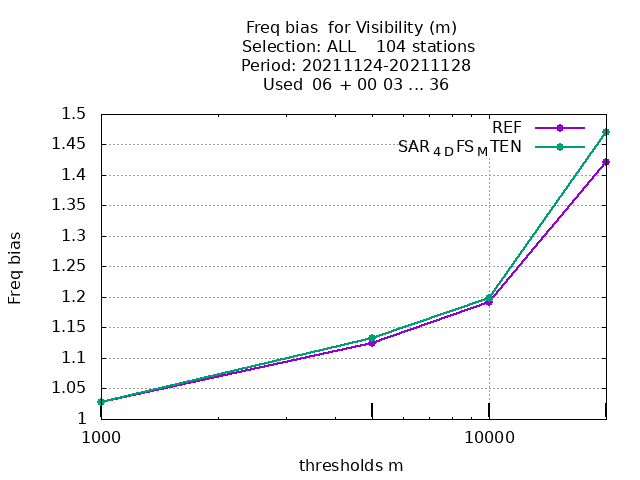 Freq bias  for Visibility (m)
Selection: ALL    104 stations
Period: 20211124-20211128
Used  06 + 00 03 ... 36
1.5
1.45
1.4
1.35
1.3
1.25
1.2
1.15
1.1
1.05
1
Freq bias
REF
SAR4DFSMTEN
1000
10000
thresholds m